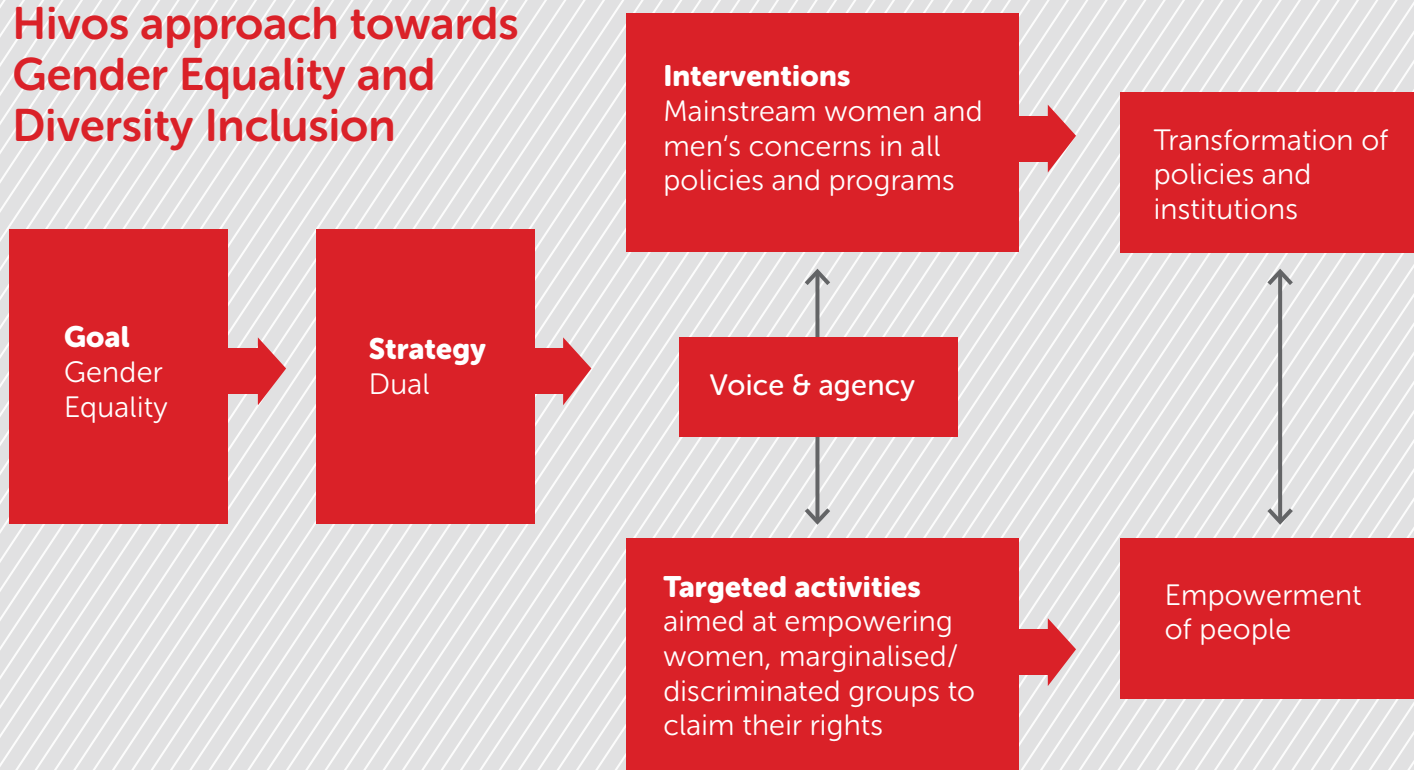 Hivos approach towards
Gender Equality and
Diversity Inclusion
Goal
Gender
Equality
Strategy
Dual
Interventions
Mainstream women and
men's concerns in all
policies and programs
Voice & agency
Targeted activities
aimed at empowering
women, marginalised/
discriminated groups to
claim their rights
Transformation of
policies and
institutions
Empowerment
of people